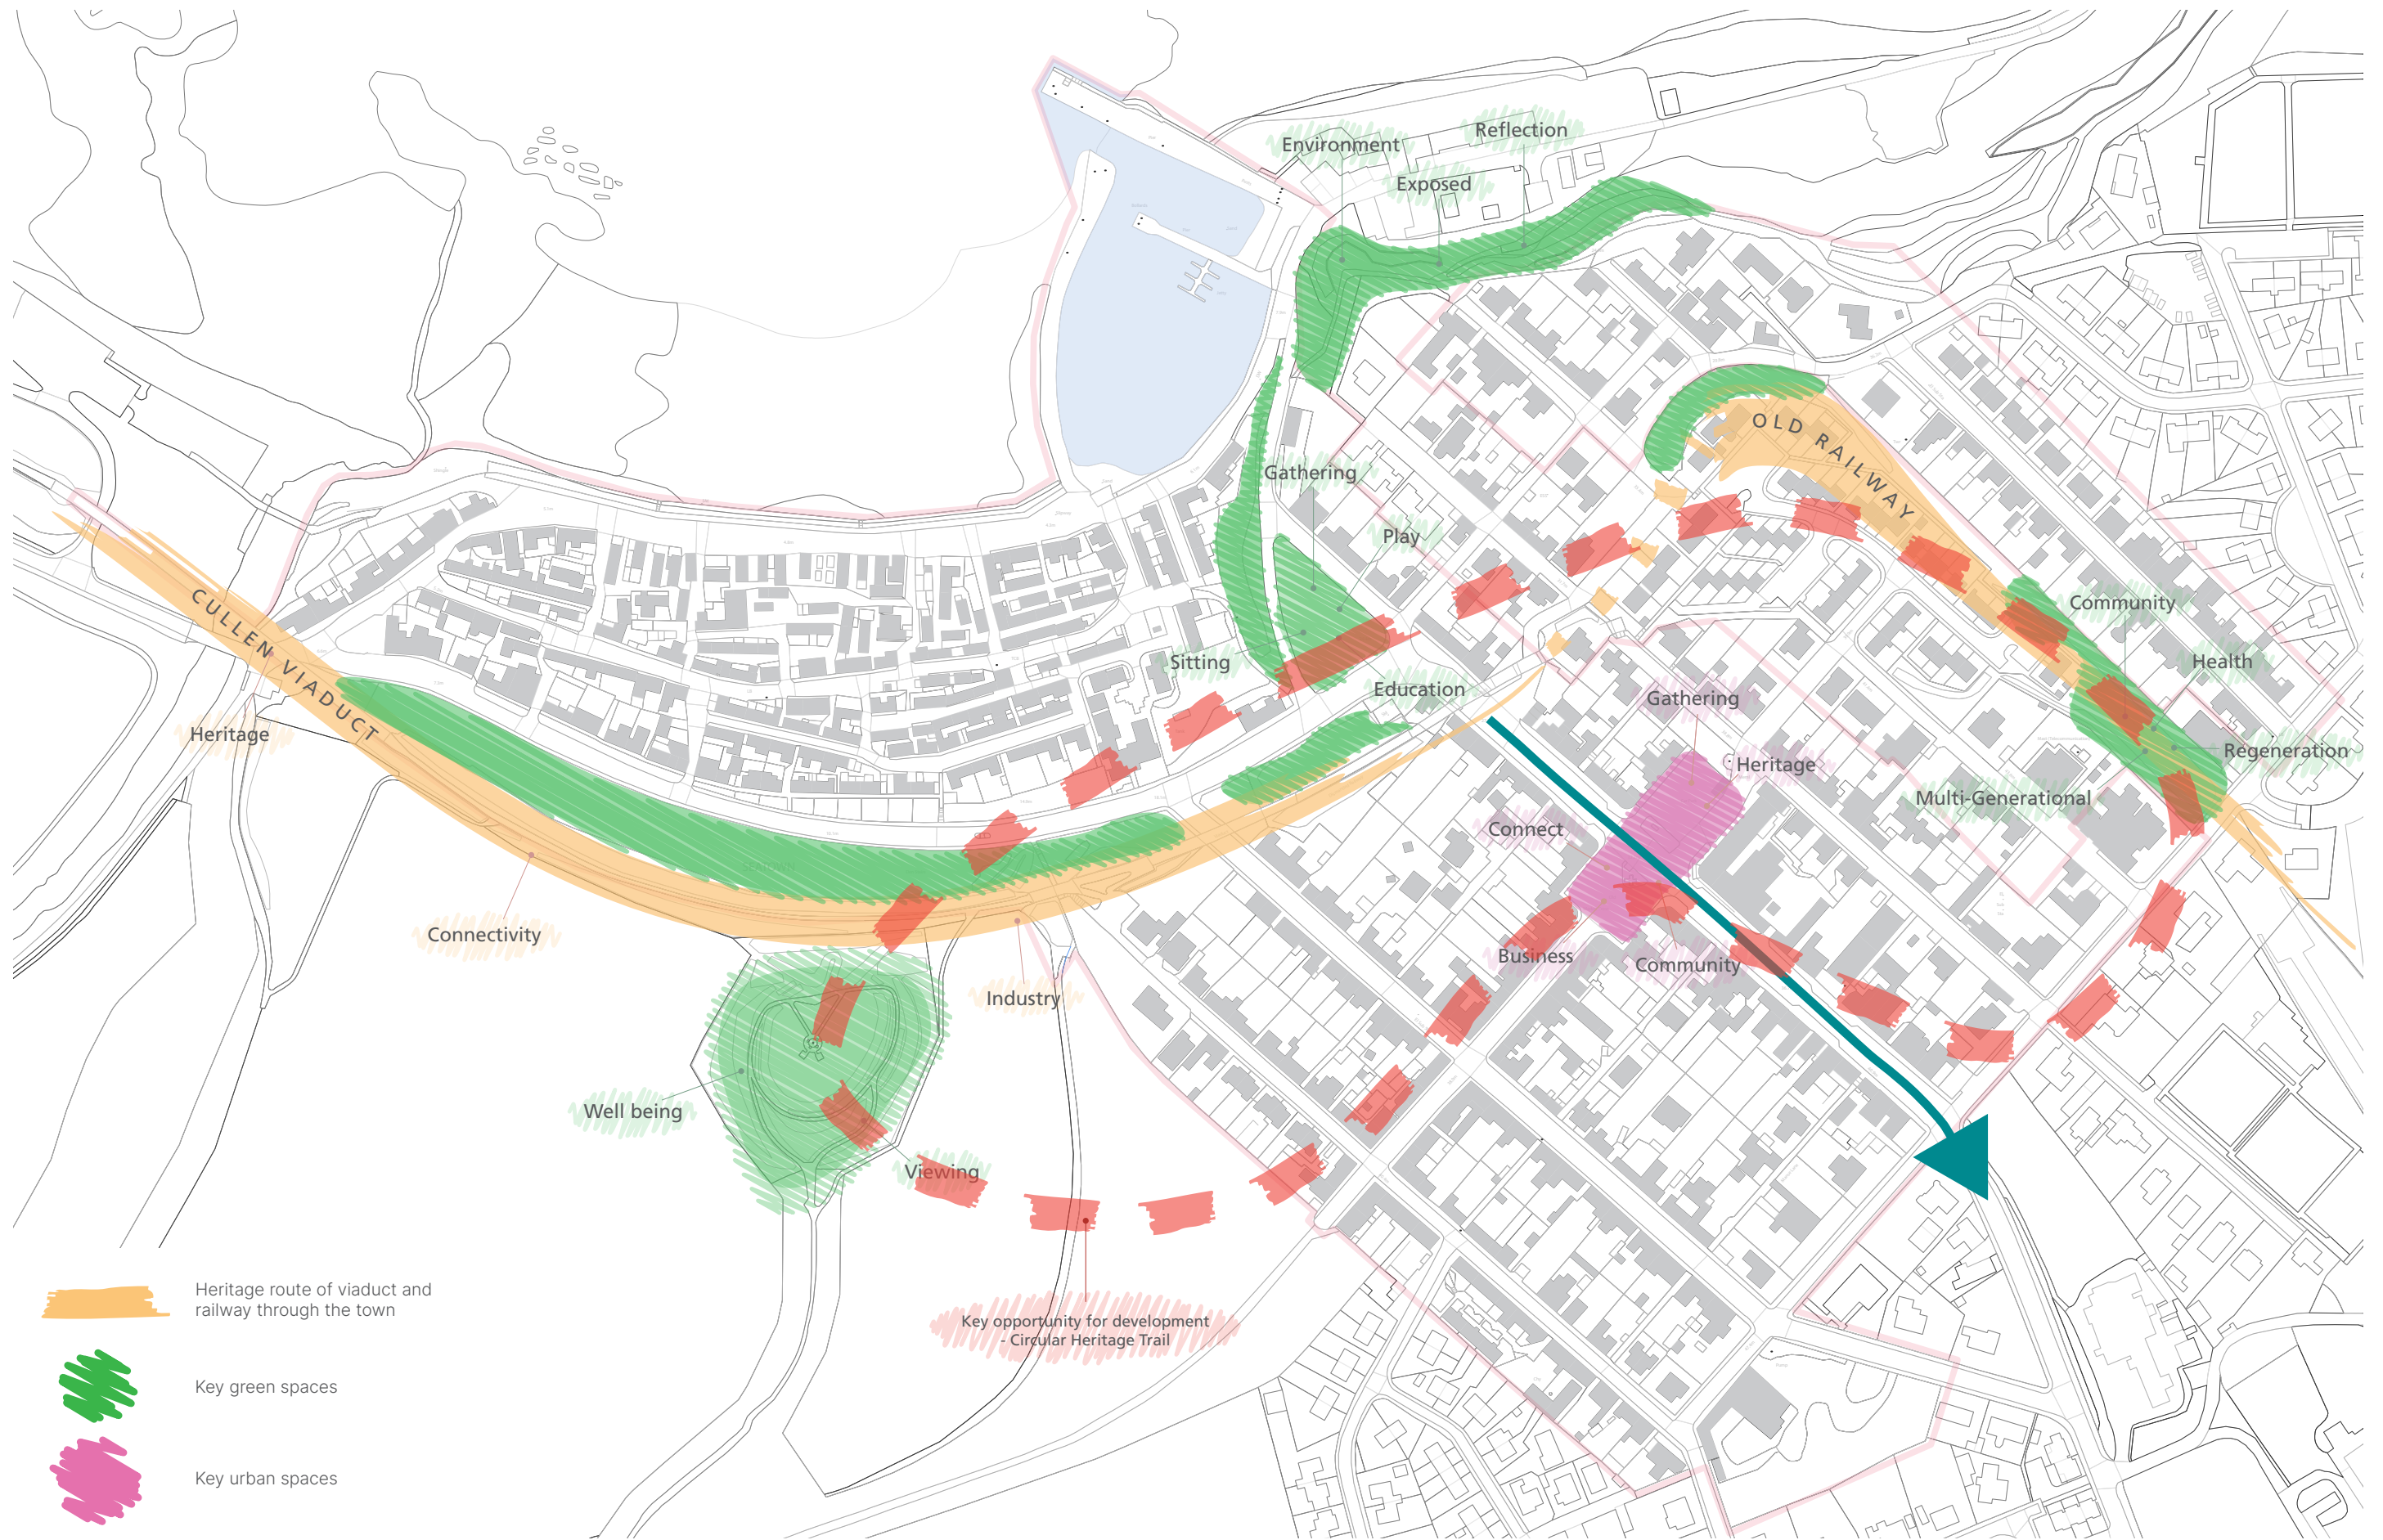 Reflection
Environment
Exposed
OLD RAILWAY
Gathering
Play
CULLEN VIADUCT
Community
Sitting
Health
Education
Gathering
Heritage
Regeneration
Heritage
Multi-Generational
Connect
Connectivity
Business
Community
Industry
Well being
Viewing
Key opportunity for development
- Circular Heritage Trail
Heritage route of viaduct and
railway through the town
Key green spaces
Key urban spaces